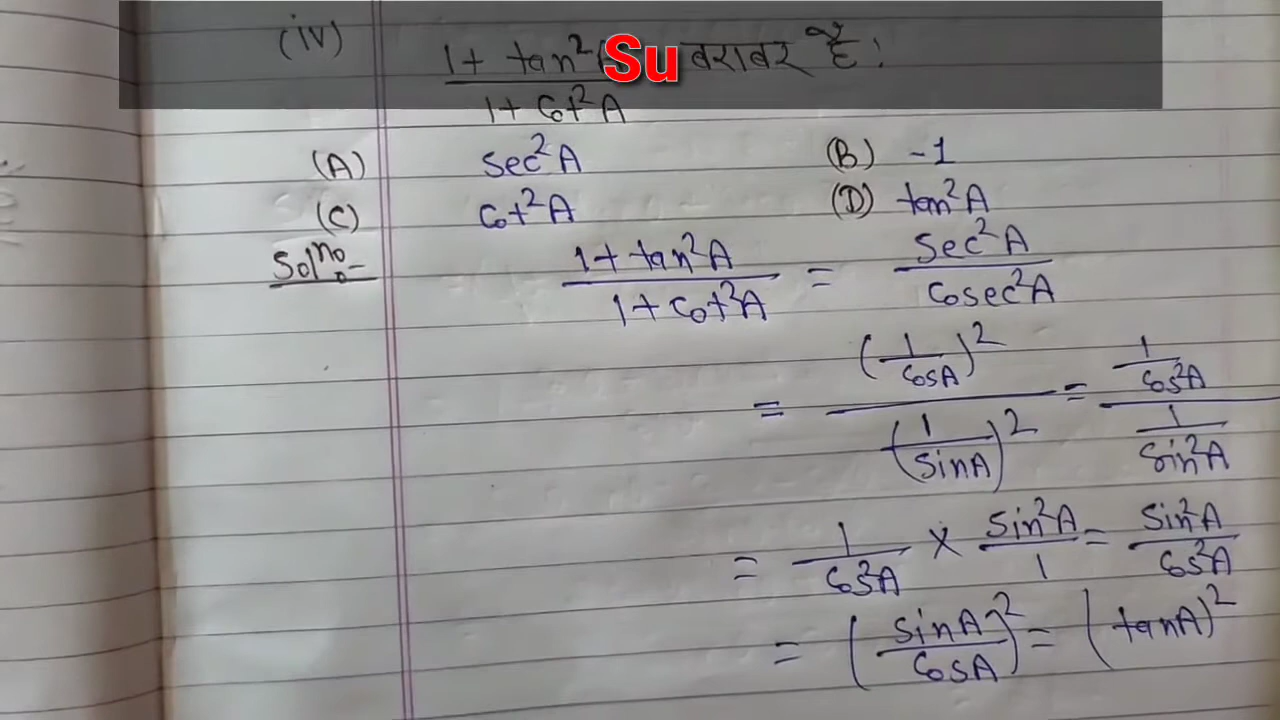 (iv) 1 + tan²A Su बराबर है :
1 + Cot²A
(A) Sec²A (B) -1
(C) Cot²A (D) tan²A
Solno- 1 + tan²A / 1 + Cot²A = Sec²A / Cosec²A
= (1/CosA)² / (1/SinA)² = 1/Cos²A / 1/Sin²A
= 1/Cos²A × Sin²A/1 = Sin²A/Cos²A
= (SinA/CosA)² = (tanA)²